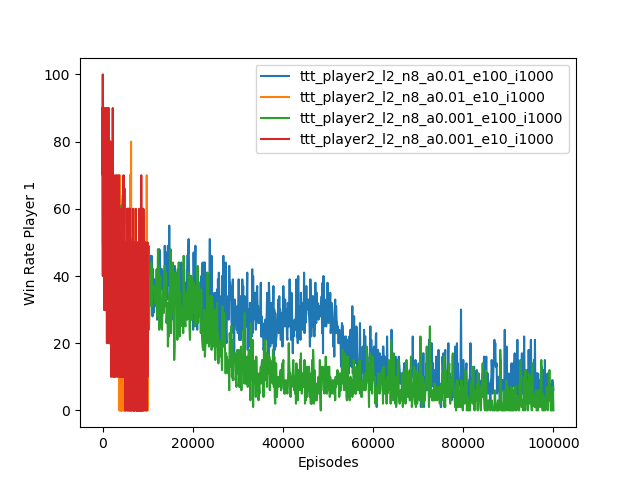 ttt_player2_l2_n8_a0.01_e100_i1000
ttt_player2_l2_n8_a0.01_e10_i1000
ttt_player2_l2_n8_a0.001_e100_i1000
ttt_player2_l2_n8_a0.001_e10_i1000
Win Rate Player 1
100
80
60
40
20
0
0 20000 40000 60000 80000 100000
Episodes